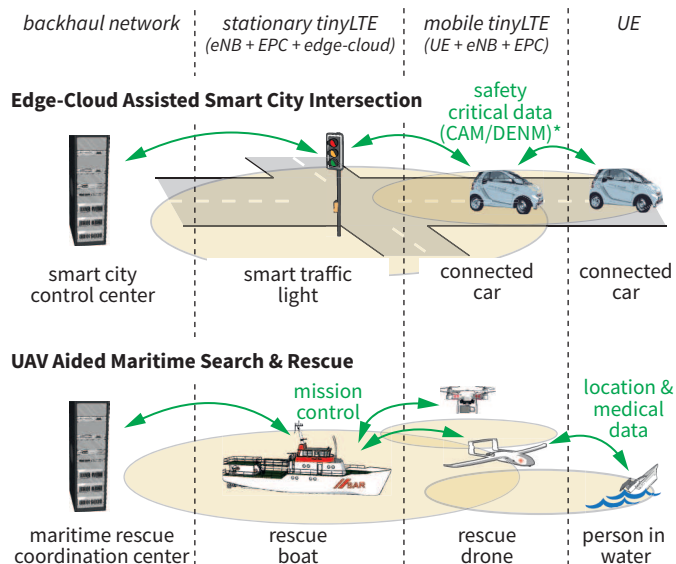 backhaul network
stationary tinyLTE
(eNB + EPC + edge-cloud)
mobile tinyLTE
(UE + eNB + EPC)
UE
Edge-Cloud Assisted Smart City Intersection
safety
critical data
(CAM/DENM)*
smart city
control center
smart traffic
light
connected
car
connected
car
UAV Aided Maritime Search & Rescue
mission
control
location &
medical
data
SAR
maritime rescue
coordination center
rescue
boat
rescue
drone
person in
water